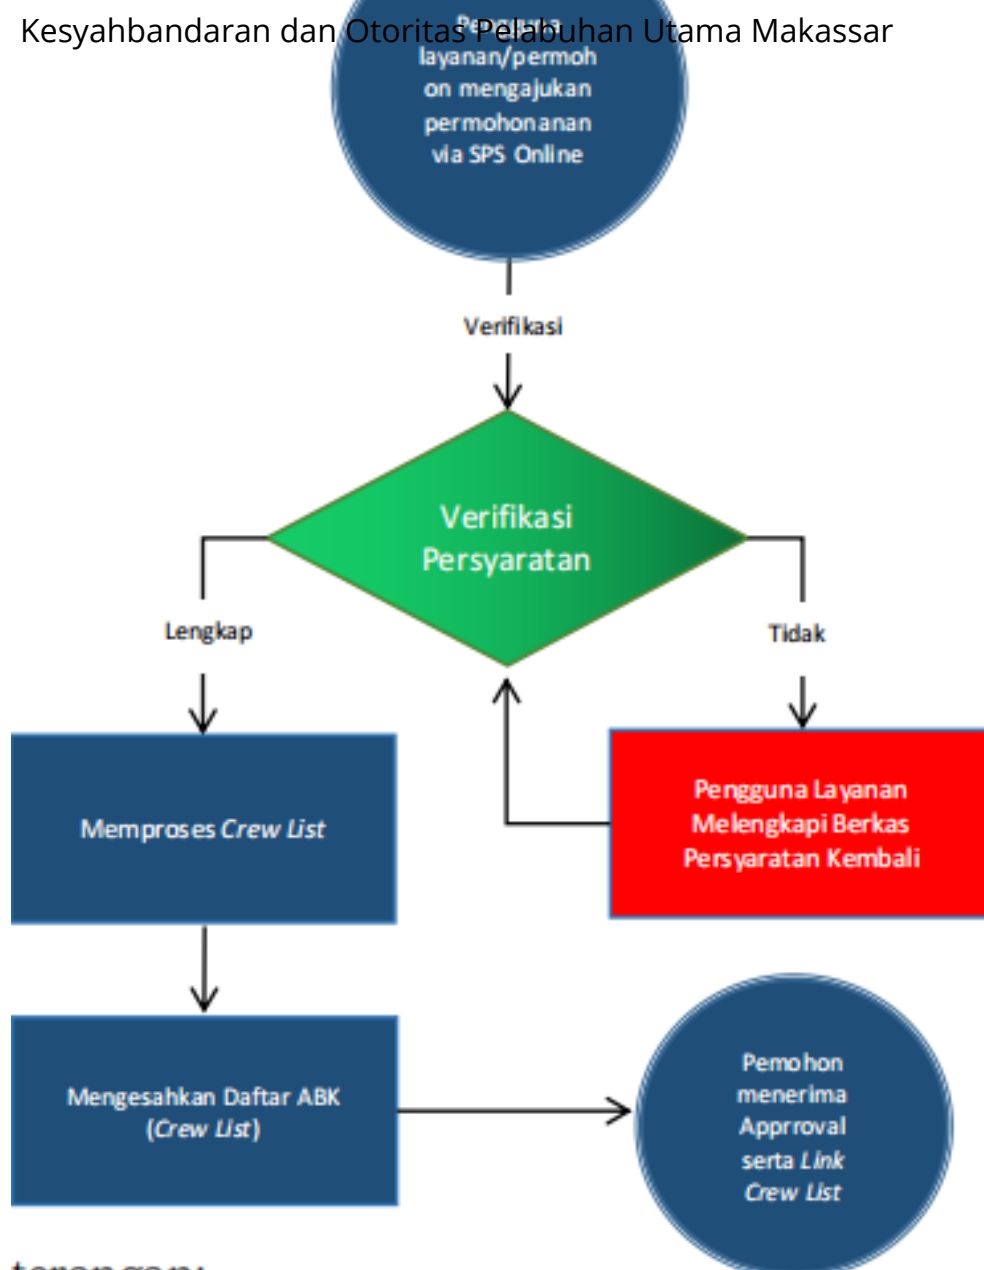 Kesyahbandaran dan Otoritas Pelabuhan Utama Makassar
Pengguna
layanan/permoh
on mengajukan
permohonanan
via SPS Online
Verifikasi
Verifikasi
Persyaratan
Lengkap
Tidak
Memproses Crew List
Pengguna Layanan
Melengkapi Berkas
Persyaratan Kembali
Mengesahkan Daftar ABK
(Crew List)
Pemohon
menerima
Apprroval
serta Link
Crew List